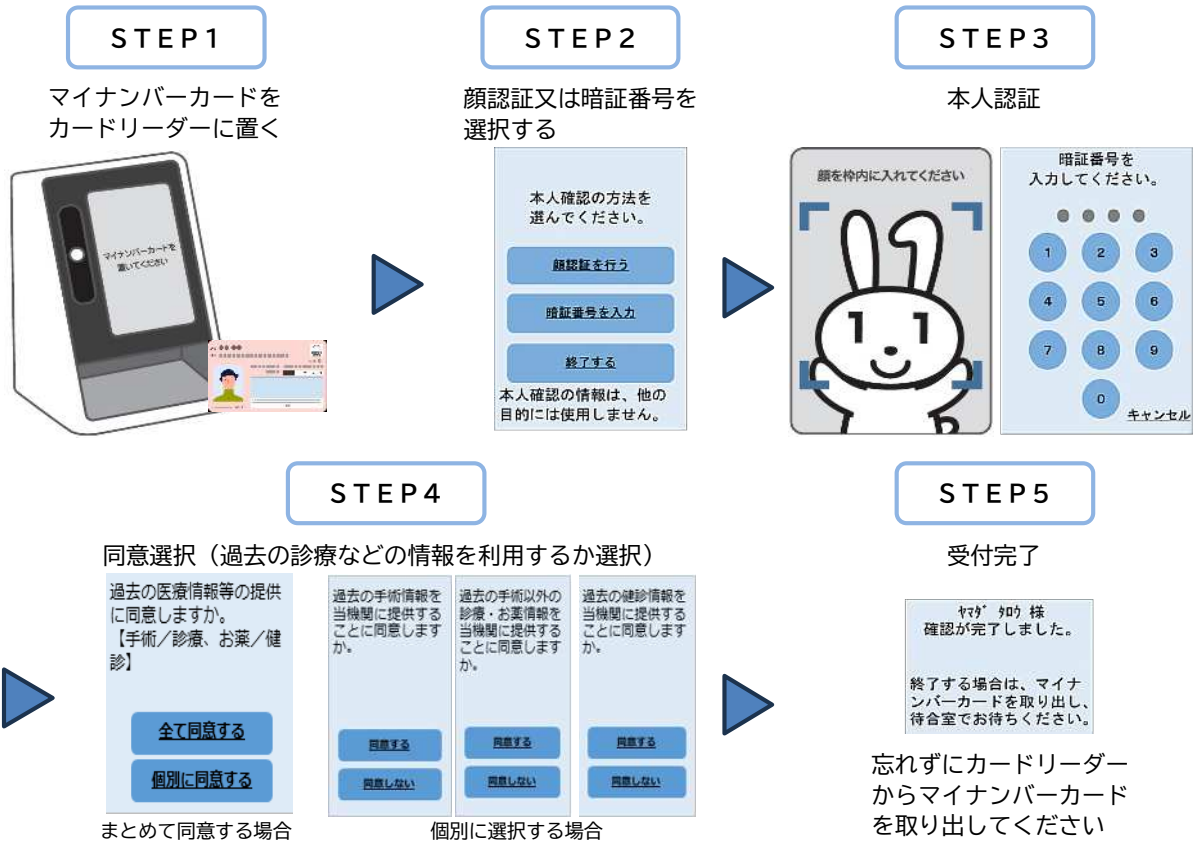 STEP1
マイナンバーカードを
カードリーダーに置く
マイナンバーカードを
置いてください
STEP2
顔認証又は暗証番号を
選択する
本人確認の方法を
選んでください。
顔認証を行う
暗証番号を入力
終了する
本人確認の情報は、他の
目的には使用しません。
STEP3
本人認証
顔を枠内に入れてください
暗証番号を
入力してください。
1 2 3
4 5 6
7 8 9
0
キャンセル
STEP4
同意選択（過去の診療などの情報を利用するか選択）
過去の医療情報等の提供
に同意しますか。
【手術／診療、お薬／健
診】
全て同意する
個別に同意する
まとめて同意する場合
過去の手術情報を
当機関に提供する
ことに同意します
か。
同意する
同意しない
過去の手術以外の
診療・お薬情報を
当機関に提供する
ことに同意します
か。
同意する
同意しない
過去の健診情報を
当機関に提供する
ことに同意します
か。
同意する
同意しない
個別に選択する場合
STEP5
受付完了
ﾔﾏﾀﾞ ﾀﾛｳ 様
確認が完了しました。
終了する場合は、マイナ
ンバーカードを取り出し、
待合室でお待ちください。
忘れずにカードリーダー
からマイナンバーカード
を取り出してください